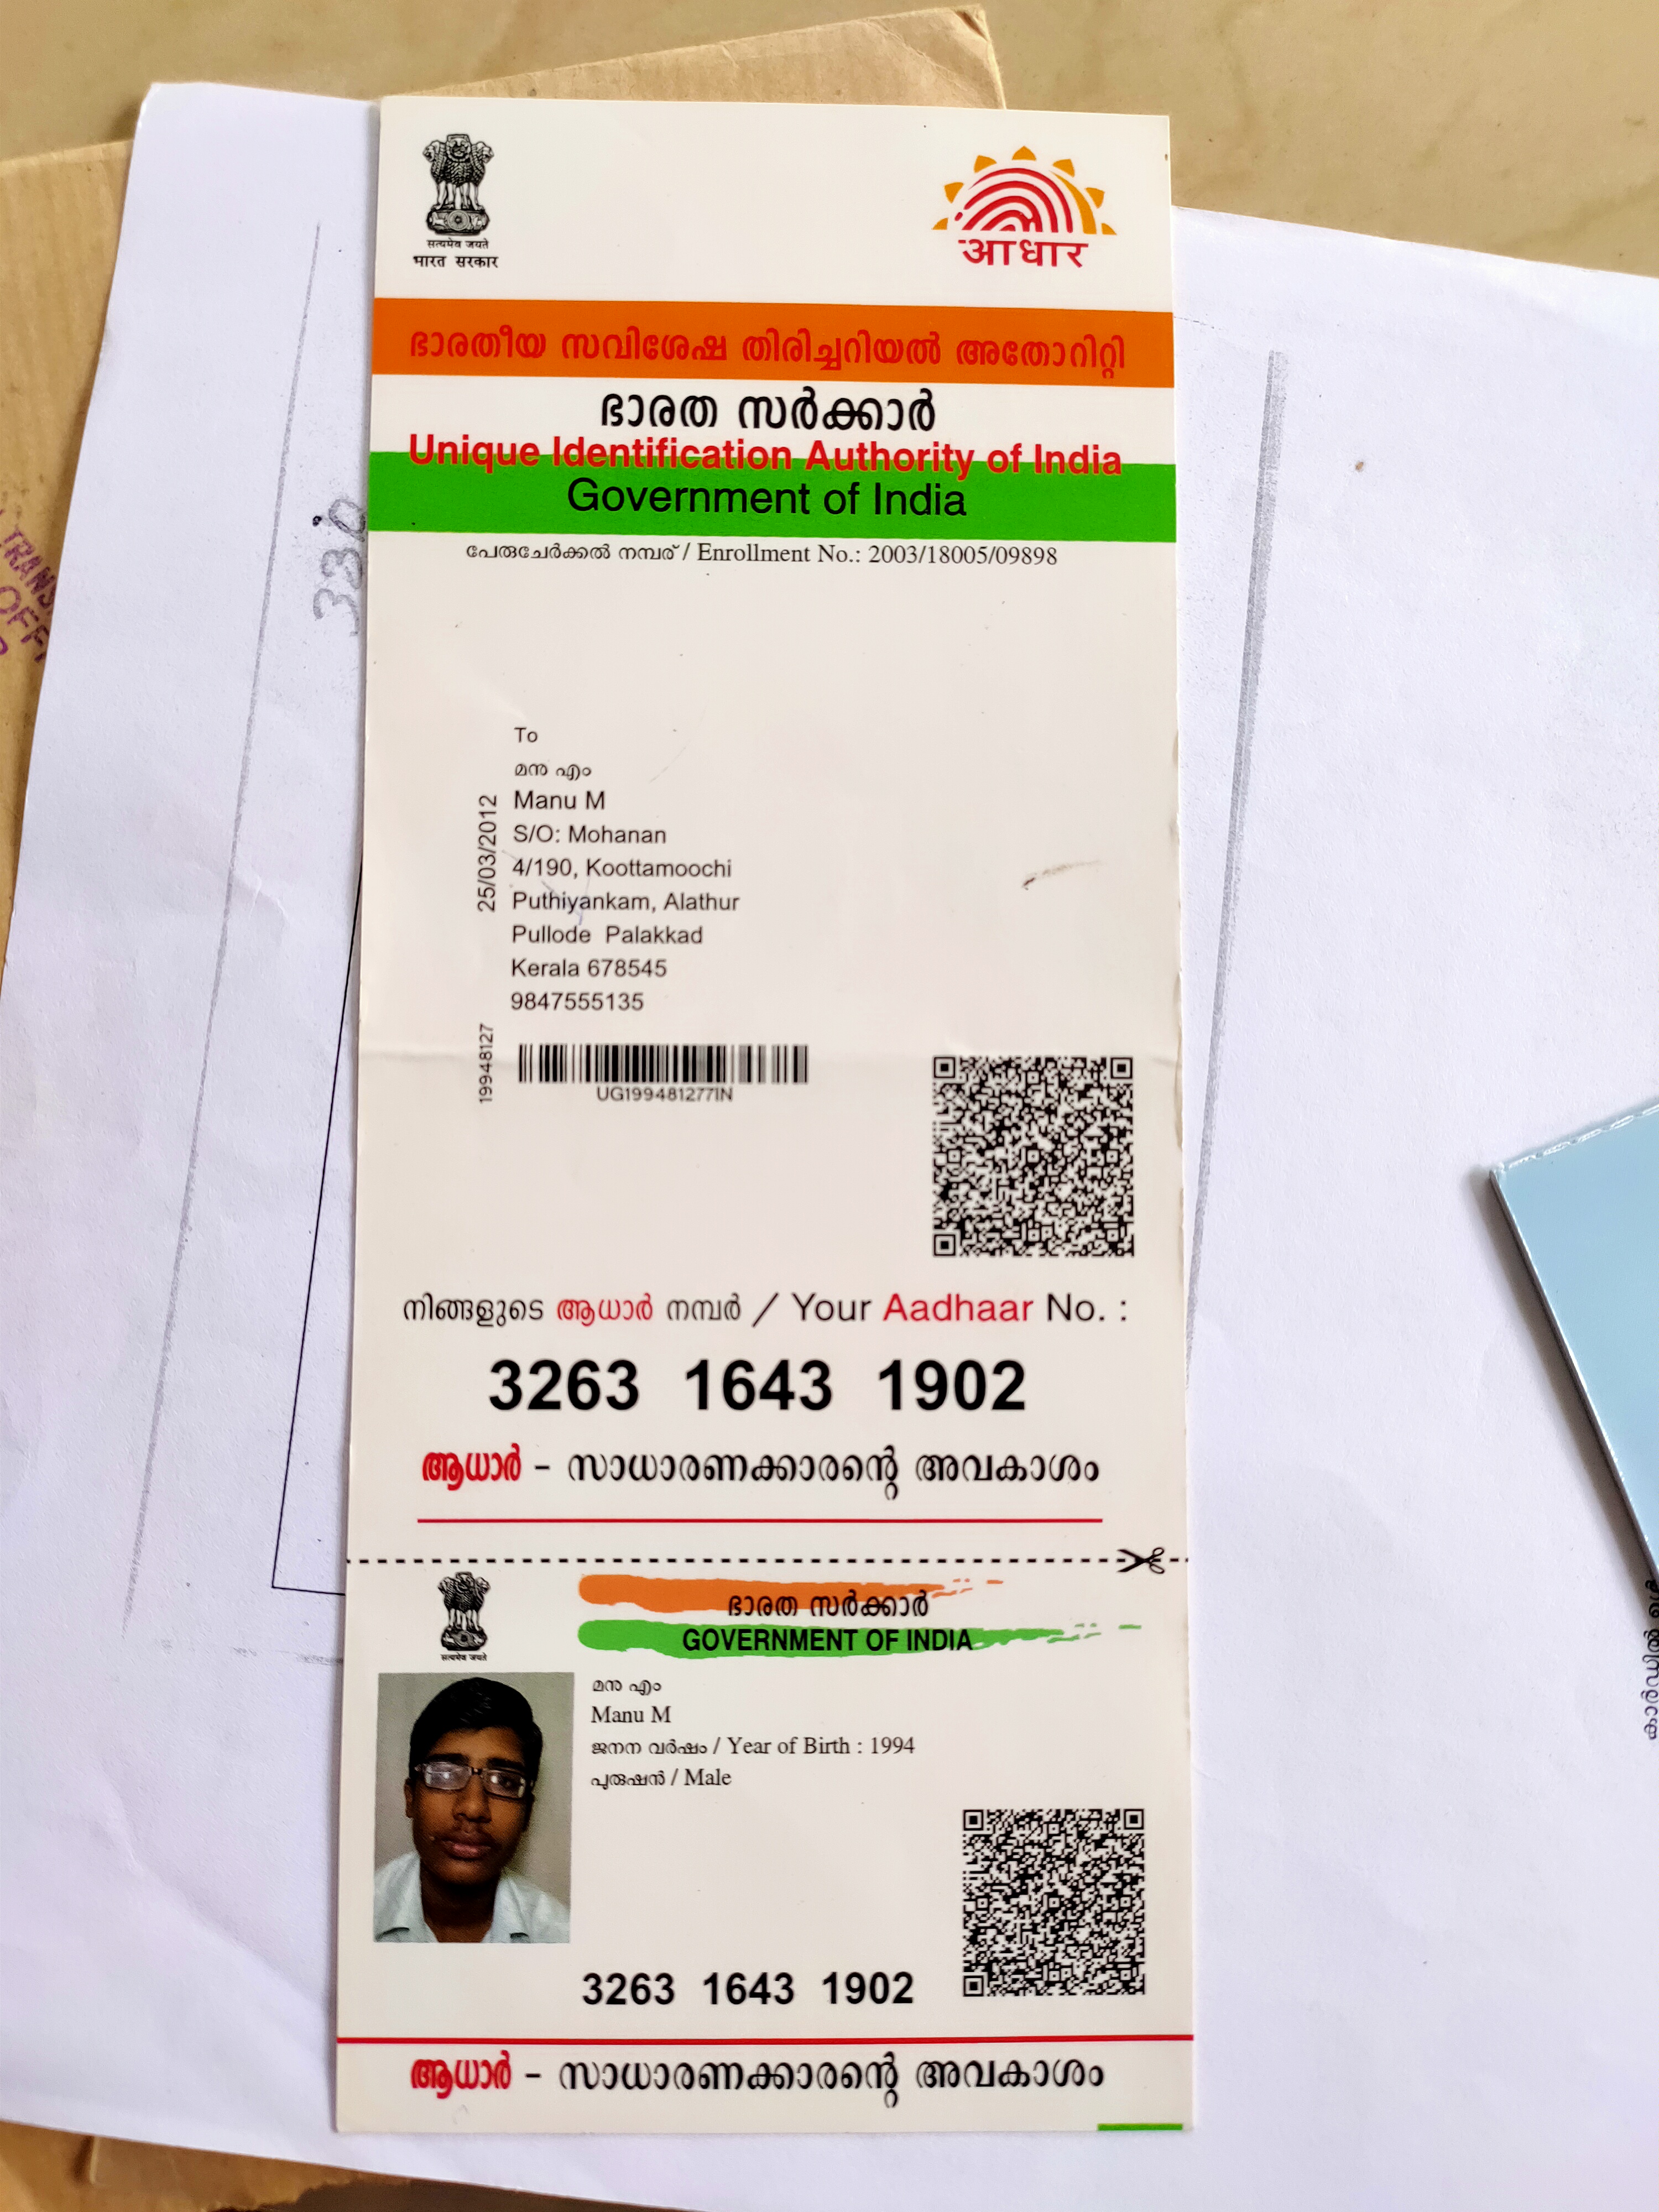 सत्यमेव जयते
भारत सरकार
आधार
ഭാരതീയ സവിശേഷ തിരിച്ചറിയൽ അതോറിറ്റി
ഭാരത സർക്കാർ
Unique Identification Authority of India
Government of India
പേരുചേർക്കൽ നമ്പര് / Enrollment No.: 2003/18005/09898
330
TRANS
OFF
To
മനു എം
Manu M
S/O: Mohanan
4/190, Koottamoochi
Puthiyankam, Alathur
Pullode Palakkad
Kerala 678545
9847555135
25/03/2012
19948127
UG199481277IN
നിങ്ങളുടെ ആധാർ നമ്പർ / Your Aadhaar No. :
3263 1643 1902
ആധാർ - സാധാരണക്കാരന്റെ അവകാശം
सत्यमेव जयते
ഭാരത സർക്കാർ
GOVERNMENT OF INDIA
മനു എം
Manu M
ജനന വർഷം / Year of Birth : 1994
പുരുഷൻ / Male
3263 1643 1902
ആധാർ - സാധാരണക്കാരന്റെ അവകാശം